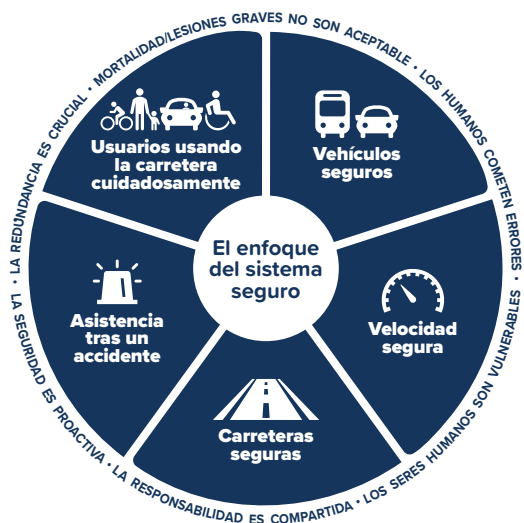 MORTALIDAD/LESIONES GRAVES NO SON ACEPTABLE • LOS HUMANOS COMETEN ERRORES • LOS SERES HUMANOS SON VULNERABLES • LA RESPONSABILIDAD ES COMPARTIDA • LA SEGURIDAD ES PROACTIVA • LA REDUNDANCIA ES CRUCIAL •
Usuarios usando
la carretera
cuidadosamente
Vehículos
seguros
El enfoque
del sistema
seguro
Asistencia
tras un
accidente
Velocidad
segura
Carreteras
seguras